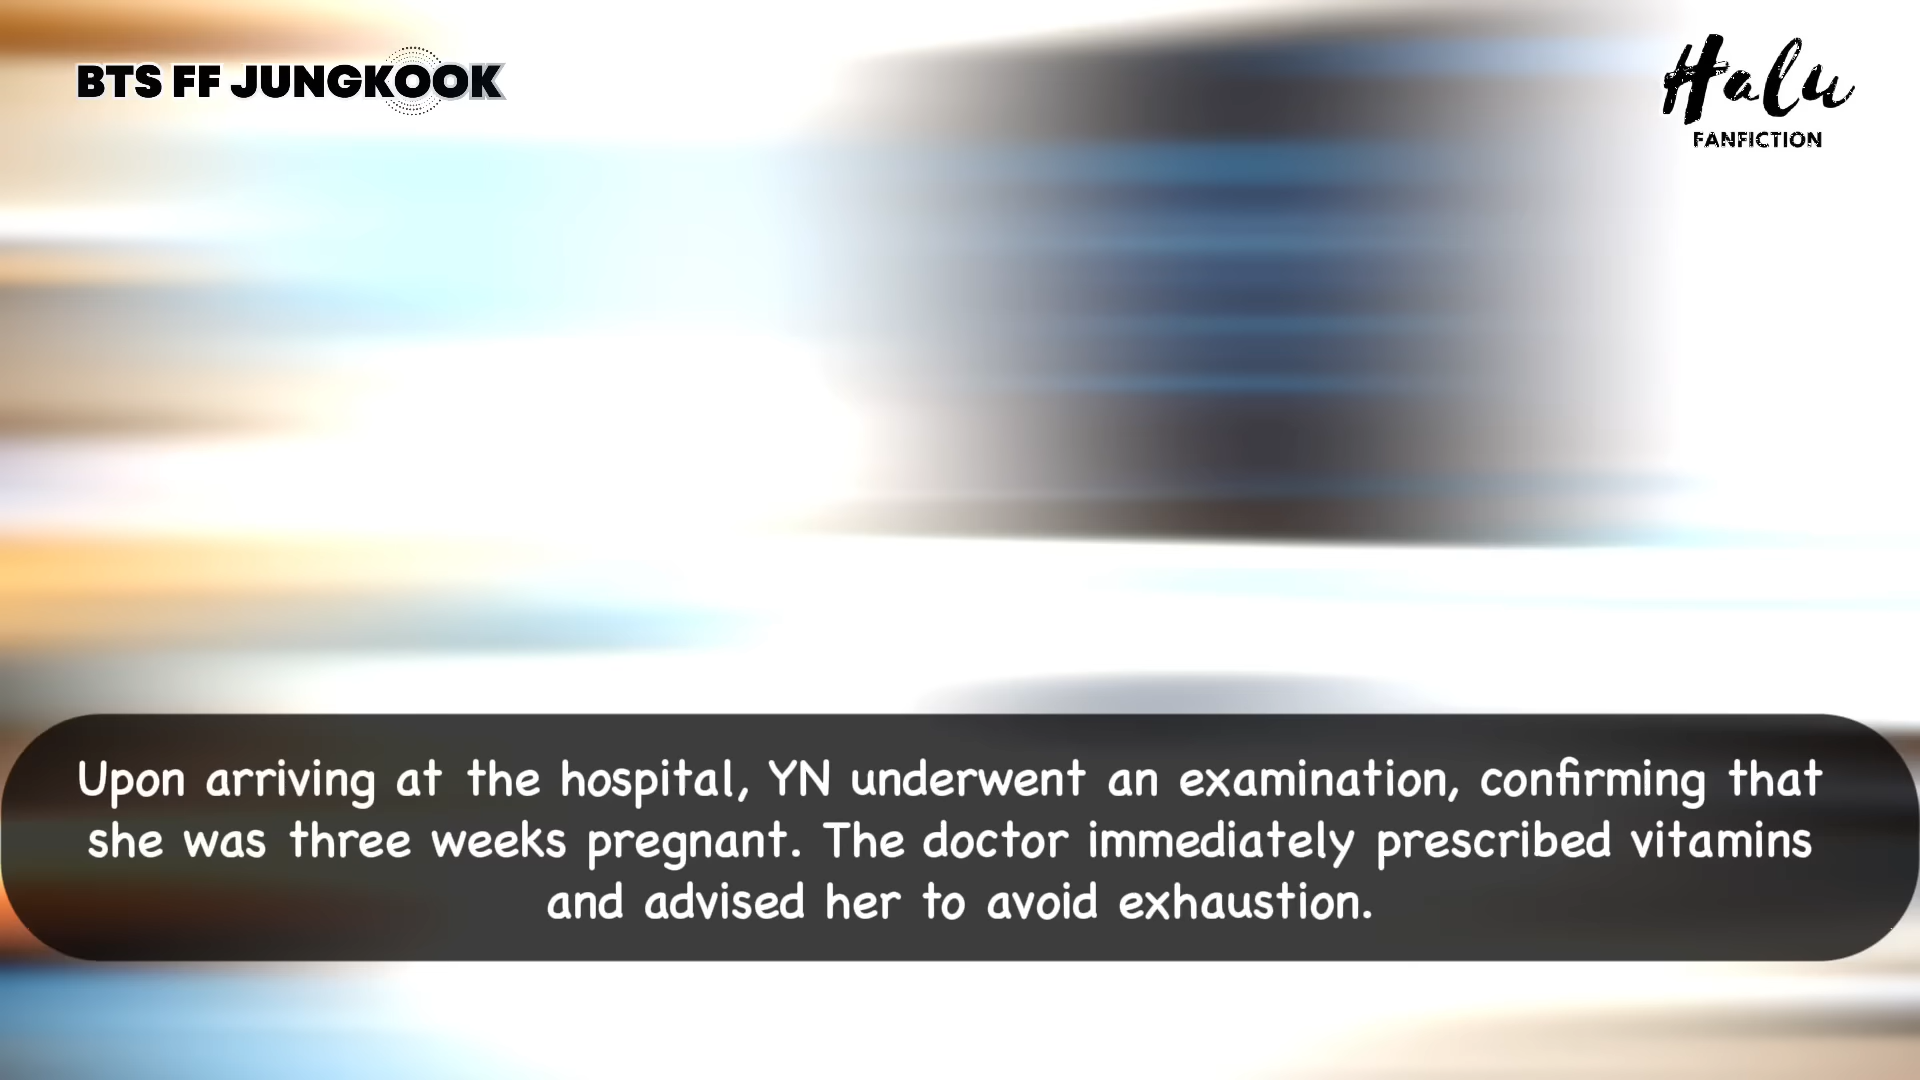 BTS FF JUNGKOOK
Halu
FANFICTION
Upon arriving at the hospital, YN underwent an examination, confirming that
she was three weeks pregnant. The doctor immediately prescribed vitamins
and advised her to avoid exhaustion.